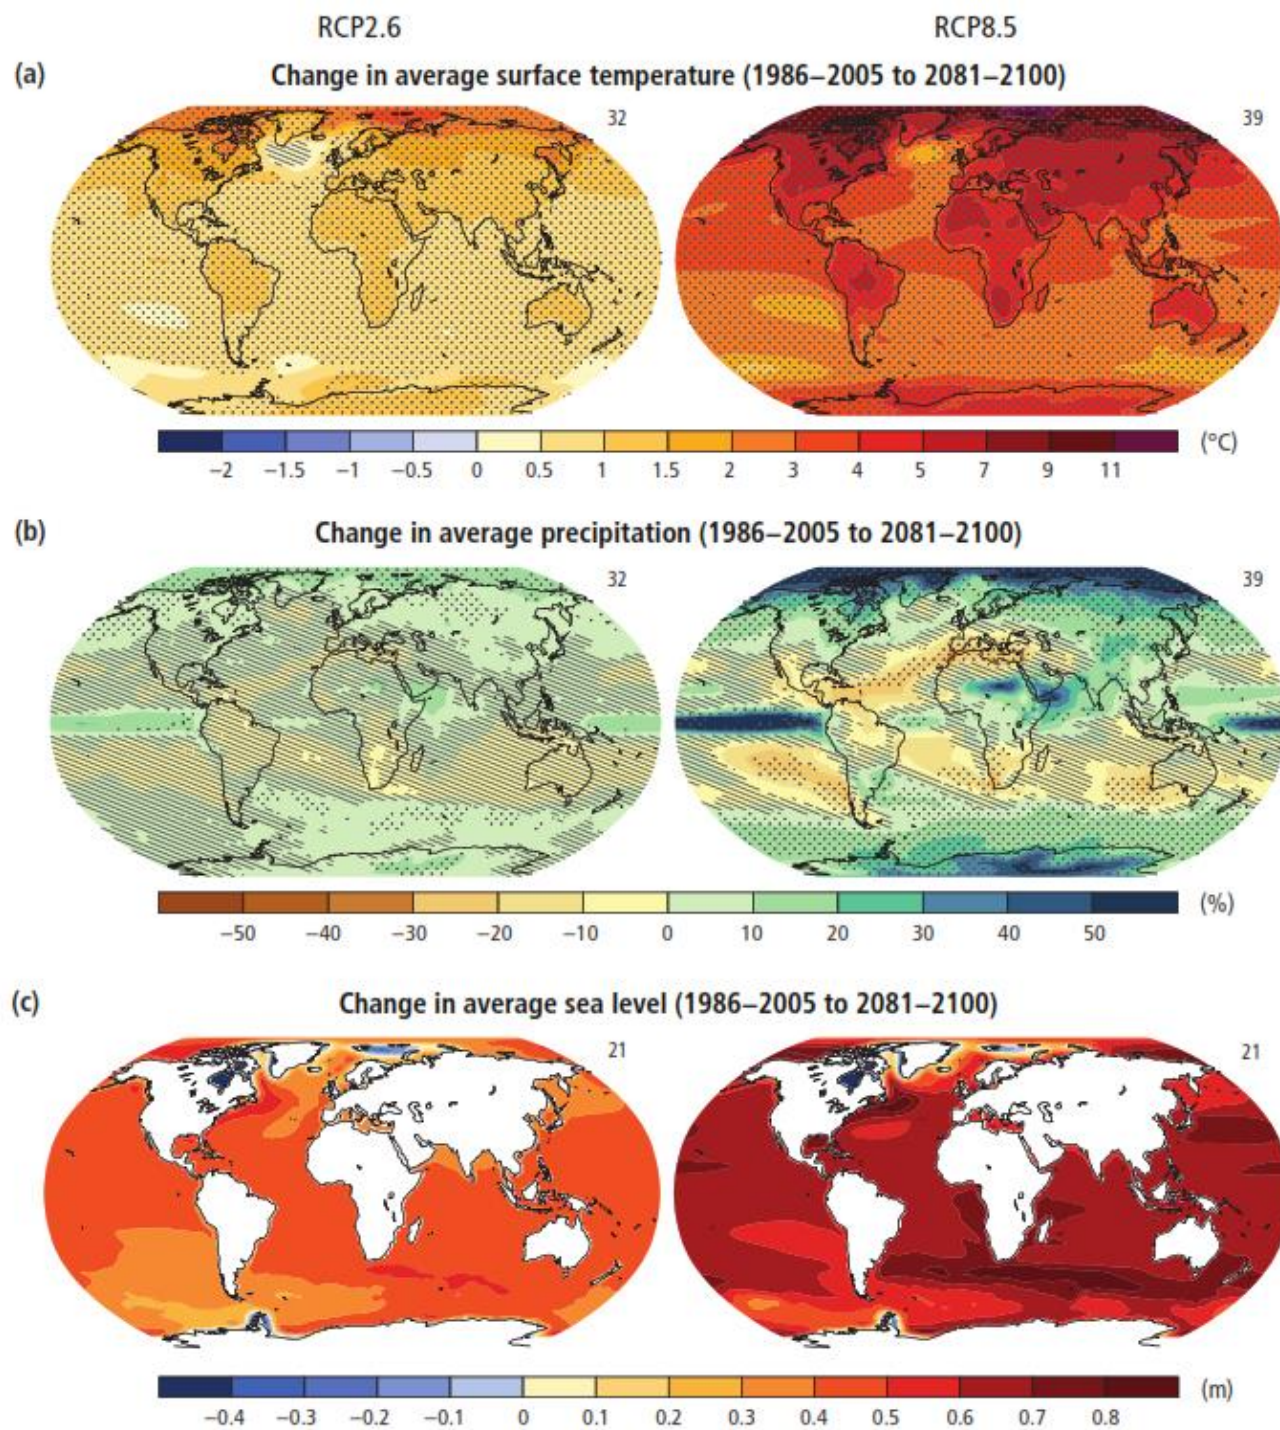 RCP2.6 RCP8.5
(a) Change in average surface temperature (1986–2005 to 2081–2100)
32 39
−2 −1.5 −1 −0.5 0 0.5 1 1.5 2 3 4 5 7 9 11 (°C)
(b) Change in average precipitation (1986–2005 to 2081–2100)
32 39
−50 −40 −30 −20 −10 0 10 20 30 40 50 (%)
(c) Change in average sea level (1986–2005 to 2081–2100)
21 21
−0.4 −0.3 −0.2 −0.1 0 0.1 0.2 0.3 0.4 0.5 0.6 0.7 0.8 (m)